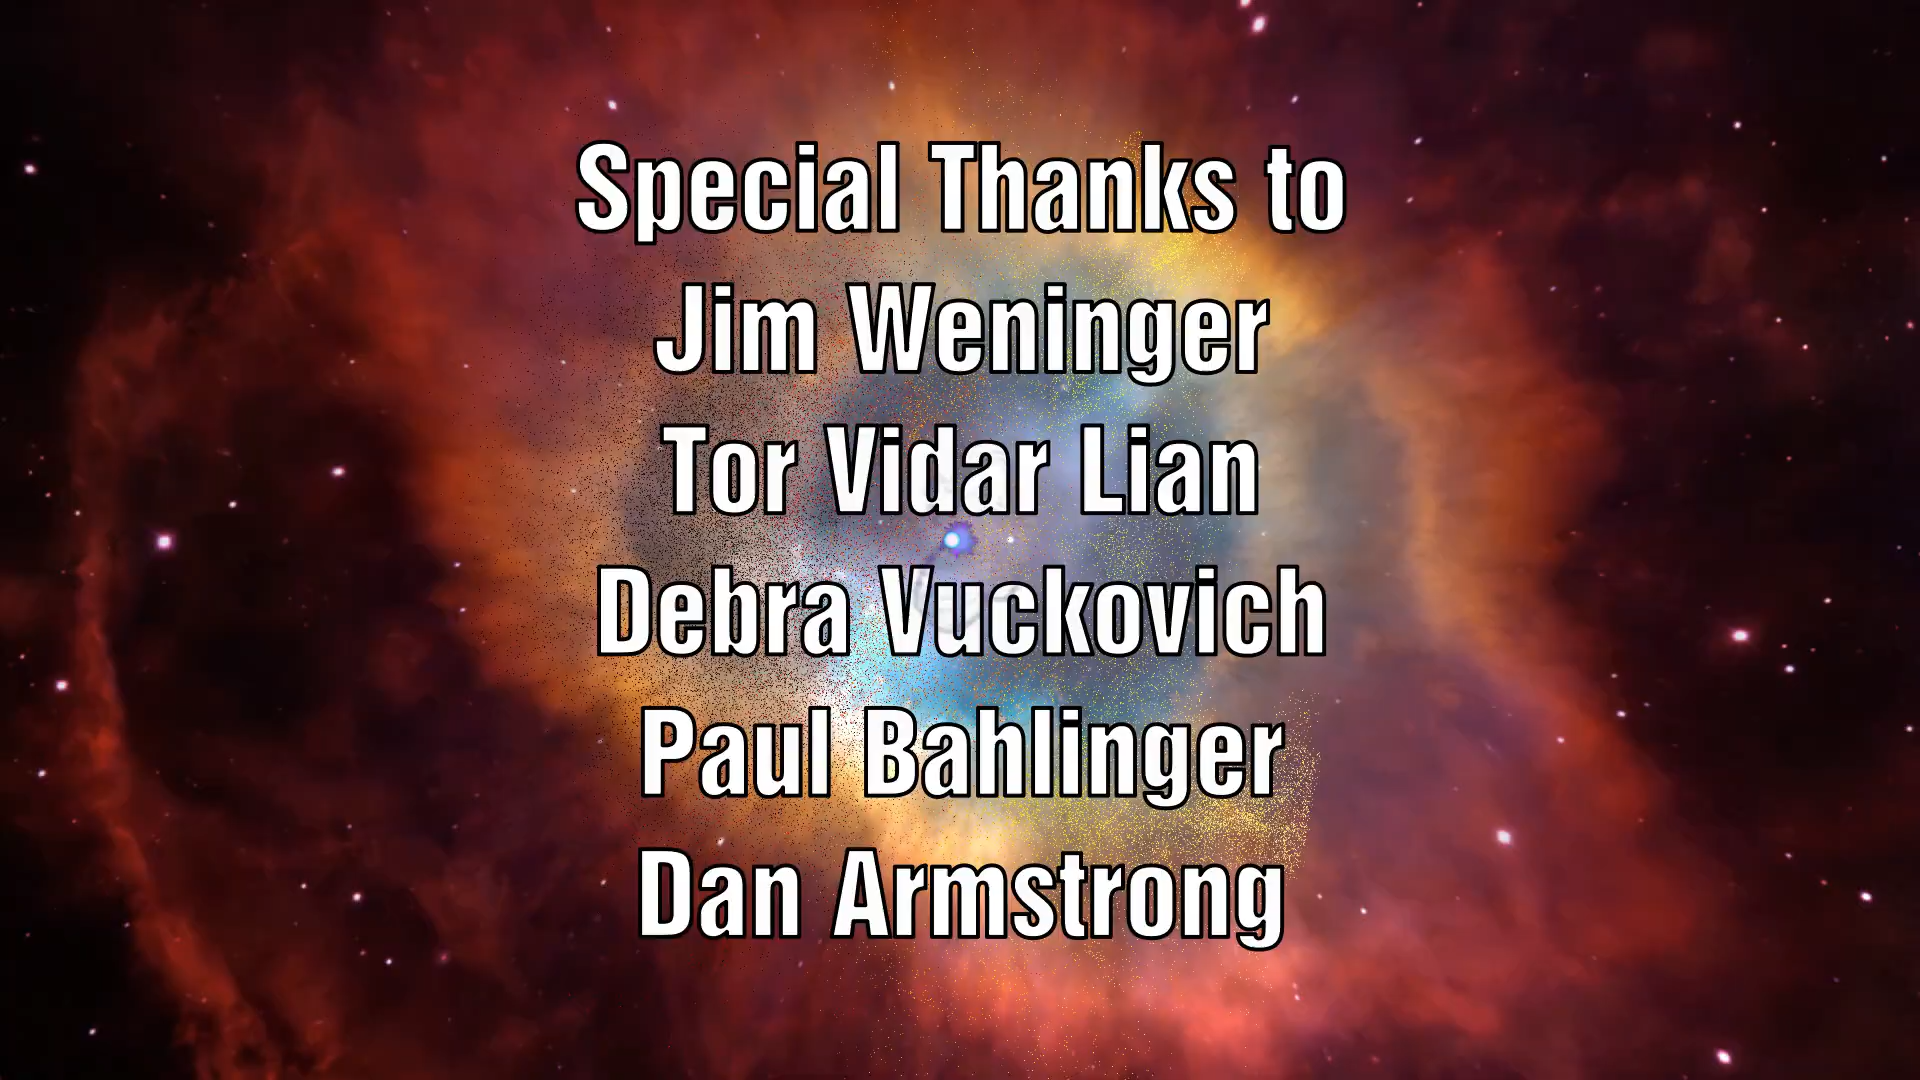 Special Thanks to
Jim Weninger
Tor Vidar Lian
Debra Vuckovich
Paul Bahlinger
Dan Armstrong